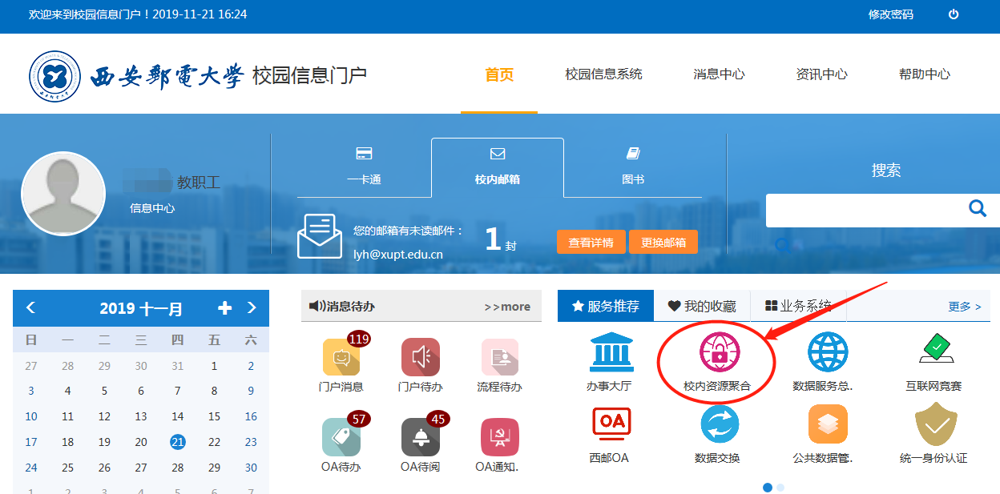 欢迎来到校园信息门户！2019-11-21 16:24
修改密码
西安郵電大学 校园信息门户
首页 校园信息系统 消息中心 资讯中心 帮助中心
教职工
信息中心
一卡通 校内邮箱 图书
您的邮箱有未读邮件： 1 封
lyh@xupt.edu.cn
查看详情 更换邮箱
搜索
2019 十一月
日 一 二 三 四 五 六
27 28 29 30 31 1 2
3 4 5 6 7 8 9
10 11 12 13 14 15 16
17 18 19 20 21 22 23
24 25 26 27 28 29 30
1 2 3 4 5 6 7
消息待办 >>more
119
门户消息 门户待办 流程待办
57 45
OA待办 OA待阅 OA通知.
服务推荐 我的收藏 业务系统 更多 >
办事大厅 校内资源聚合 数据服务总. 互联网竞赛
OA
西邮OA 数据交换 公共数据管. 统一身份认证